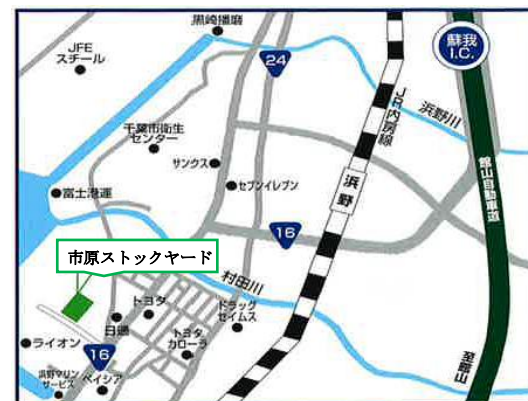 黒崎播磨
JFE
スチール
24
蘇我
I.C.
千葉市衛生
センター
JR内房線
浜野川
サンクス
セブンイレブン
浜野
館山自動車道
富士港運
16
市原ストックヤード
村田川
トヨタ
ドラッグ
セイムス
日通
トヨタ
カローラ
ライオン
16
至館山
浜野マリン
サービス
ベイシア